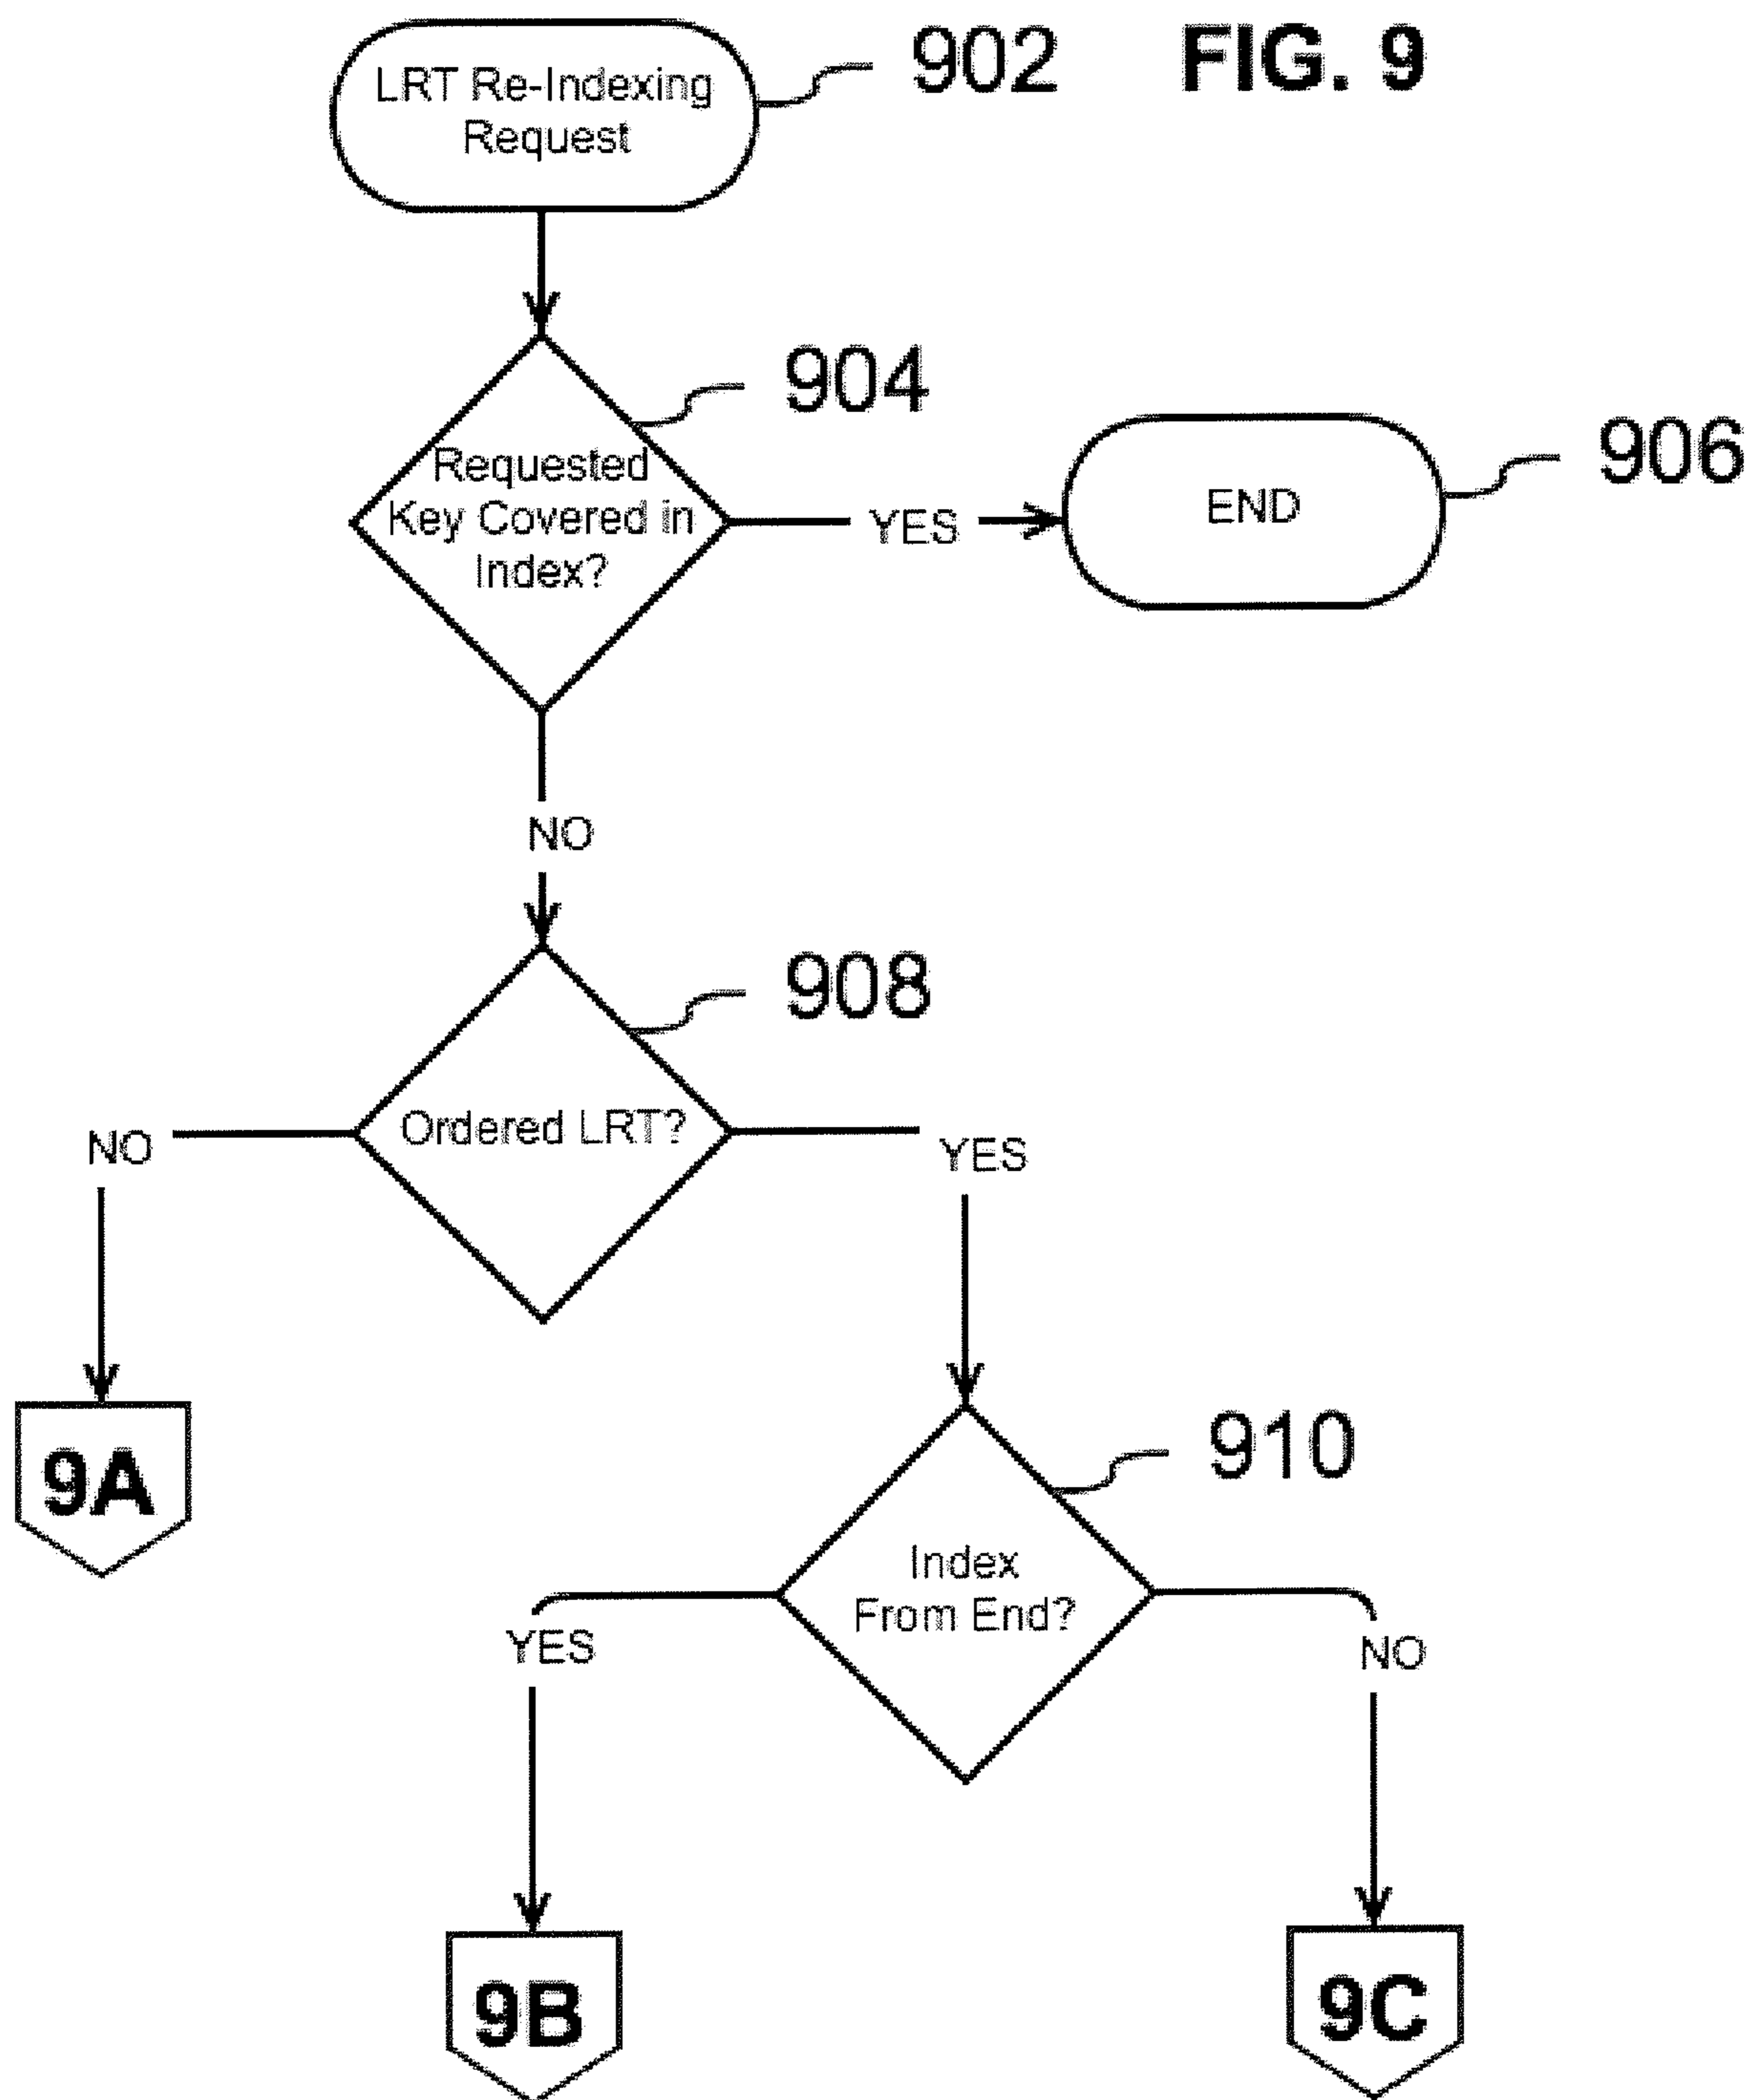 902
FIG. 9
LRT Re-Indexing
Request
904
Requested
Key Covered in
Index?
YES
END
906
NO
908
Ordered LRT?
NO
YES
9A
910
Index
From End?
YES
NO
9B
9C